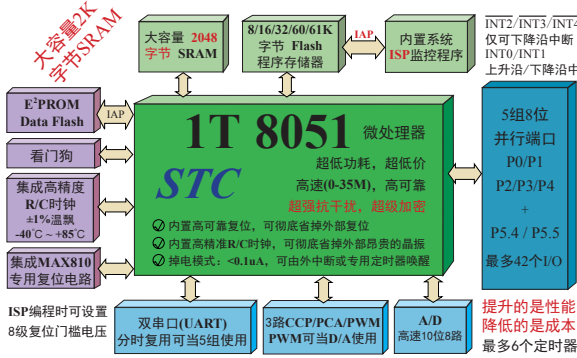 大容量2K
字节SRAM
大容量 2048
字节 SRAM
8/16/32/60/61K
字节 Flash
程序存储器
IAP
内置系统
ISP监控程序
INT2/INT3/INT4
仅可下降沿中断
INT0/INT1
上升沿/下降沿中
E²PROM
Data Flash
IAP
看门狗
集成高精度
R/C时钟
±1%温飘
-40℃～+85℃
集成MAX810
专用复位电路
1T 8051 微处理器
STC
超低功耗，超低价
高速(0-35M)，高可靠
超强抗干扰，超级加密
内置高可靠复位，可彻底省掉外部复位
内置高精准R/C时钟，可彻底省掉外部昂贵的晶振
掉电模式：<0.1uA，可由外中断或专用定时器唤醒
5组8位
并行端口
P0/P1
P2/P3/P4
+
P5.4 / P5.5
最多42个I/O
ISP编程时可设置
8级复位门槛电压
双串口(UART)
分时复用可当5组使用
3路CCP/PCA/PWM
PWM可当D/A使用
A/D
高速10位8路
提升的是性能
降低的是成本
最多6个定时器